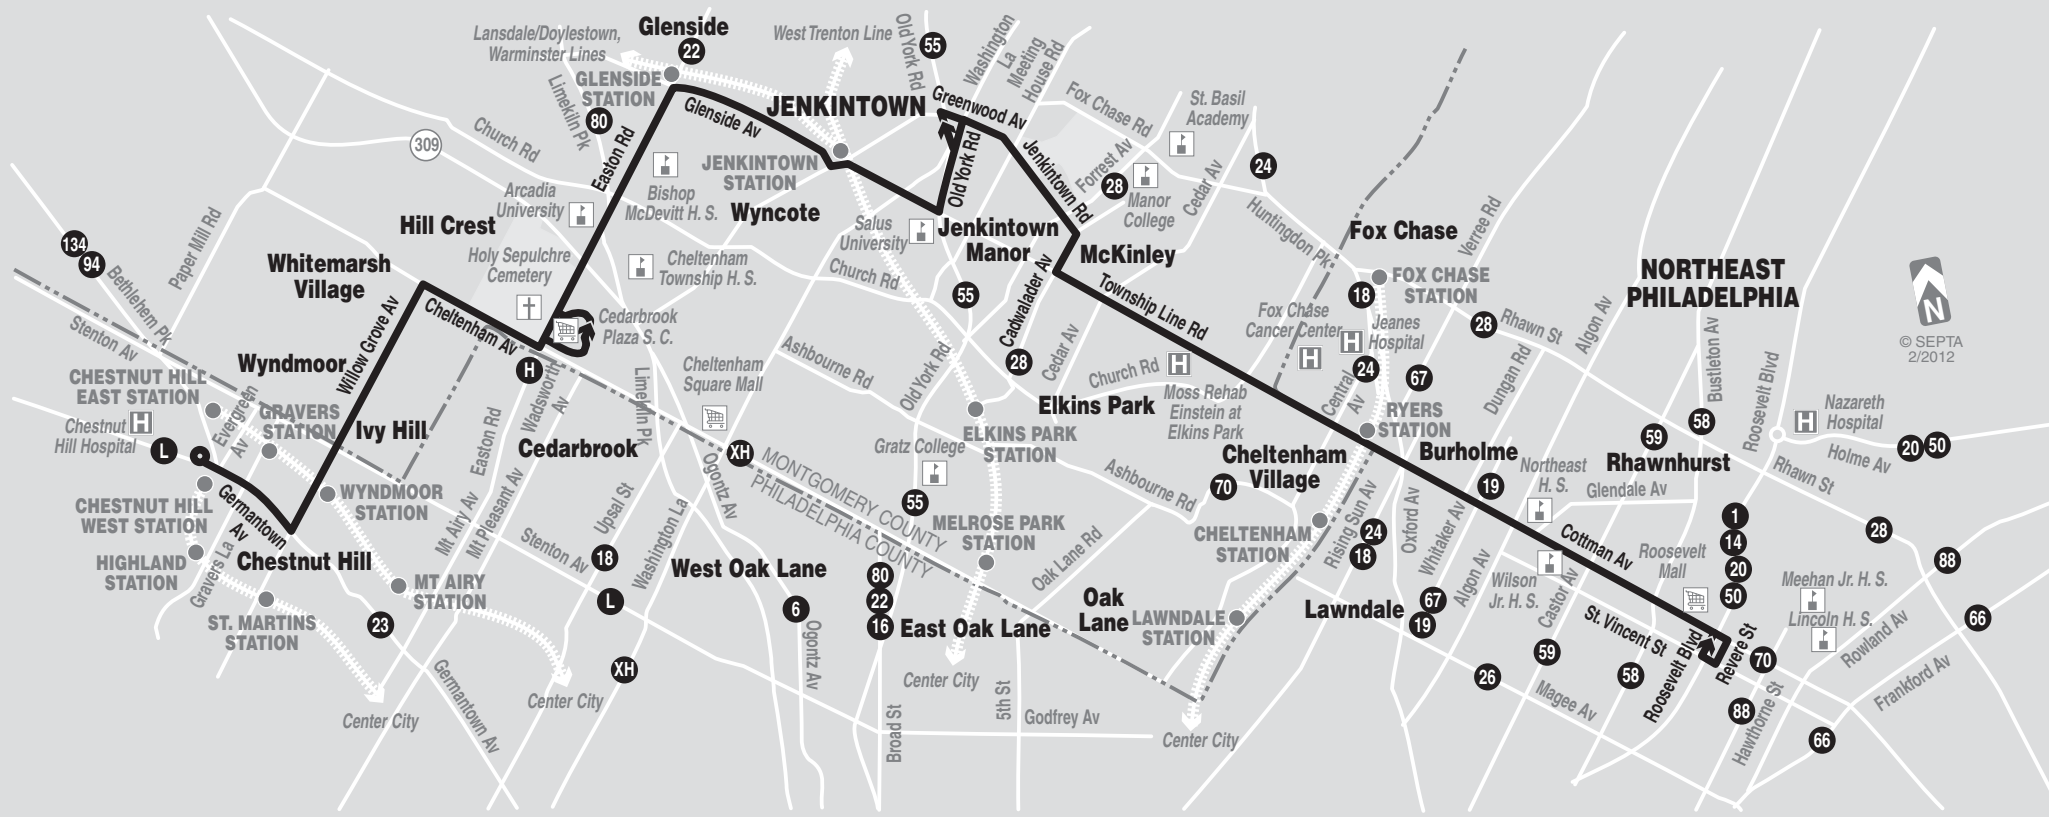 Lansdale/Doylestown,
Warminster Lines
Glenside
22
West Trenton Line
Old York Rd
55
Washington
La
Meeting
House Rd
GLENSIDE
STATION
Limekiln Pk
80
Glenside Av
JENKINTOWN
Greenwood Av
Fox Chase Rd
St. Basil
Academy
309
Church Rd
Easton Rd
JENKINTOWN
STATION
Old York Rd
Jenkintown Rd
Forrest Av
28
Manor
College
Cedar Av
24
Arcadia
University
Bishop
McDevitt H. S.
Wyncote
Hill Crest
Salus
University
Jenkintown
Manor
McKinley
Huntingdon Pk
Fox Chase
Verree Rd
134
94
Bethlehem Pk
Paper Mill Rd
Whitemarsh
Village
Holy Sepulchre
Cemetery
Cheltenham
Township H. S.
Church Rd
55
Cadwalader Av
Township Line Rd
FOX CHASE
STATION
18
NORTHEAST
PHILADELPHIA
N
© SEPTA
2/2012
Stenton Av
Willow Grove Av
Cheltenham Av
Cedarbrook
Plaza S. C.
Fox Chase
Cancer Center
H
Jeanes
Hospital
H
28
Rhawn St
Algon Av
Bustleton Av
Wyndmoor
H
Wadsworth
Av
Limekiln Pk
Cheltenham
Square Mall
Ashbourne Rd
Old York Rd
28
Cedar Av
Church Rd
H
Moss Rehab
Einstein at
Elkins Park
24
Central
Av
67
Dungan Rd
Roosevelt Blvd
CHESTNUT HILL
EAST STATION
Chestnut
Hill Hospital
H
Evergreen
Av
GRAVERS
STATION
Ivy Hill
Easton Rd
Cedarbrook
ELKINS PARK
STATION
Elkins Park
RYERS
STATION
58
H
Nazareth
Hospital
L
XH
Ogontz Av
MONTGOMERY COUNTY
PHILADELPHIA COUNTY
Gratz College
55
Ashbourne Rd
70
Cheltenham
Village
Burholme
59
Rhawnhurst
Holme Av
20
50
Germantown
Av
WYNDMOOR
STATION
Mt Airy Av
Mt Pleasant Av
Upsal St
19
Northeast
H. S.
Glendale Av
Rhawn St
CHESTNUT HILL
WEST STATION
Stenton Av
Washington La
MELROSE PARK
STATION
Oak Lane Rd
CHELTENHAM
STATION
Rising Sun Av
24
18
Oxford Av
Whitaker Av
Cottman Av
1
14
20
50
28
HIGHLAND
STATION
Gravers La
Chestnut Hill
18
West Oak Lane
80
22
16
Algon Av
Wilson
Jr. H. S.
Castor Av
Roosevelt
Mall
Meehan Jr. H. S.
Lincoln H. S.
88
MT AIRY
STATION
L
6
East Oak Lane
Oak
Lane
LAWNDALE
STATION
Lawndale
67
19
St. Vincent St
Rowland Av
66
ST. MARTINS
STATION
23
Germantown Av
XH
Ogontz Av
Center City
Center City
Center City
5th St
Broad St
Godfrey Av
Center City
26
59
Magee Av
58
Roosevelt Blvd
Revere St
70
88
Hawthorne St
66
Frankford Av